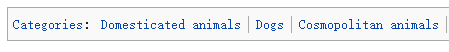 Categories: Domesticated animals | Dogs | Cosmopolitan animals |